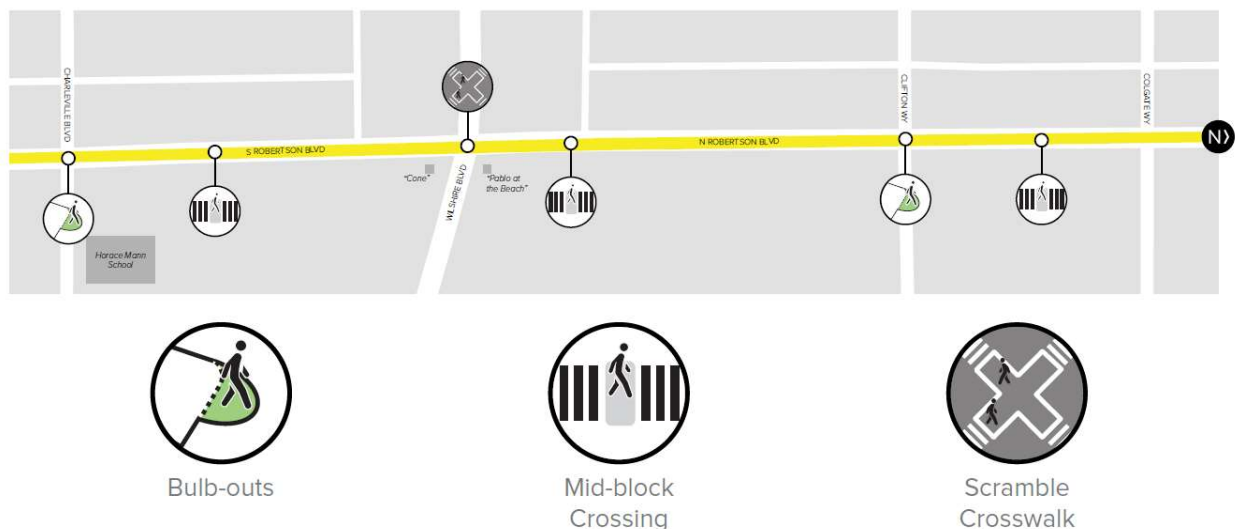 CHARLEVILLE BLVD
CLIFTON WY
COLGATE WY
S ROBERTSON BLVD
N ROBERTSON BLVD
N
"Cone"
WILSHIRE BLVD
"Pablo at
the Beach"
Horace Mann
School
Bulb-outs
Mid-block
Crossing
Scramble
Crosswalk